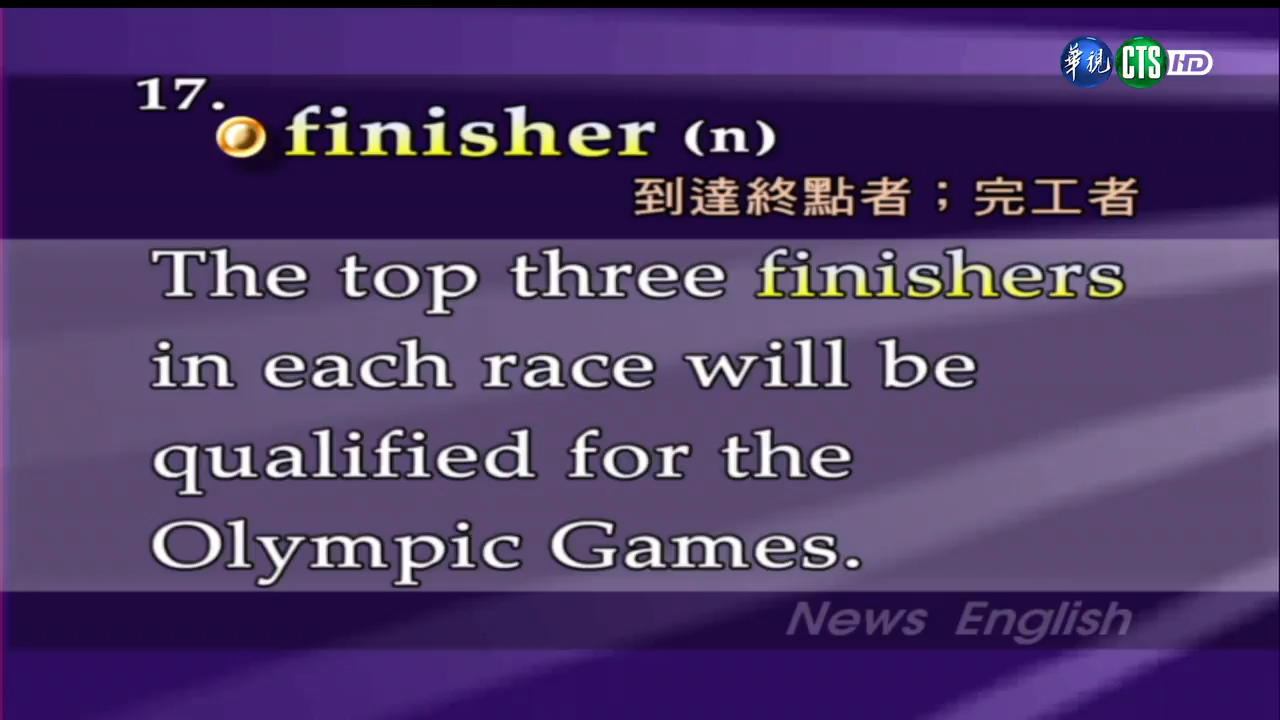 華視 CTS HD
17.
finisher (n)
到達終點者；完工者
The top three finishers
in each race will be
qualified for the
Olympic Games.
News English